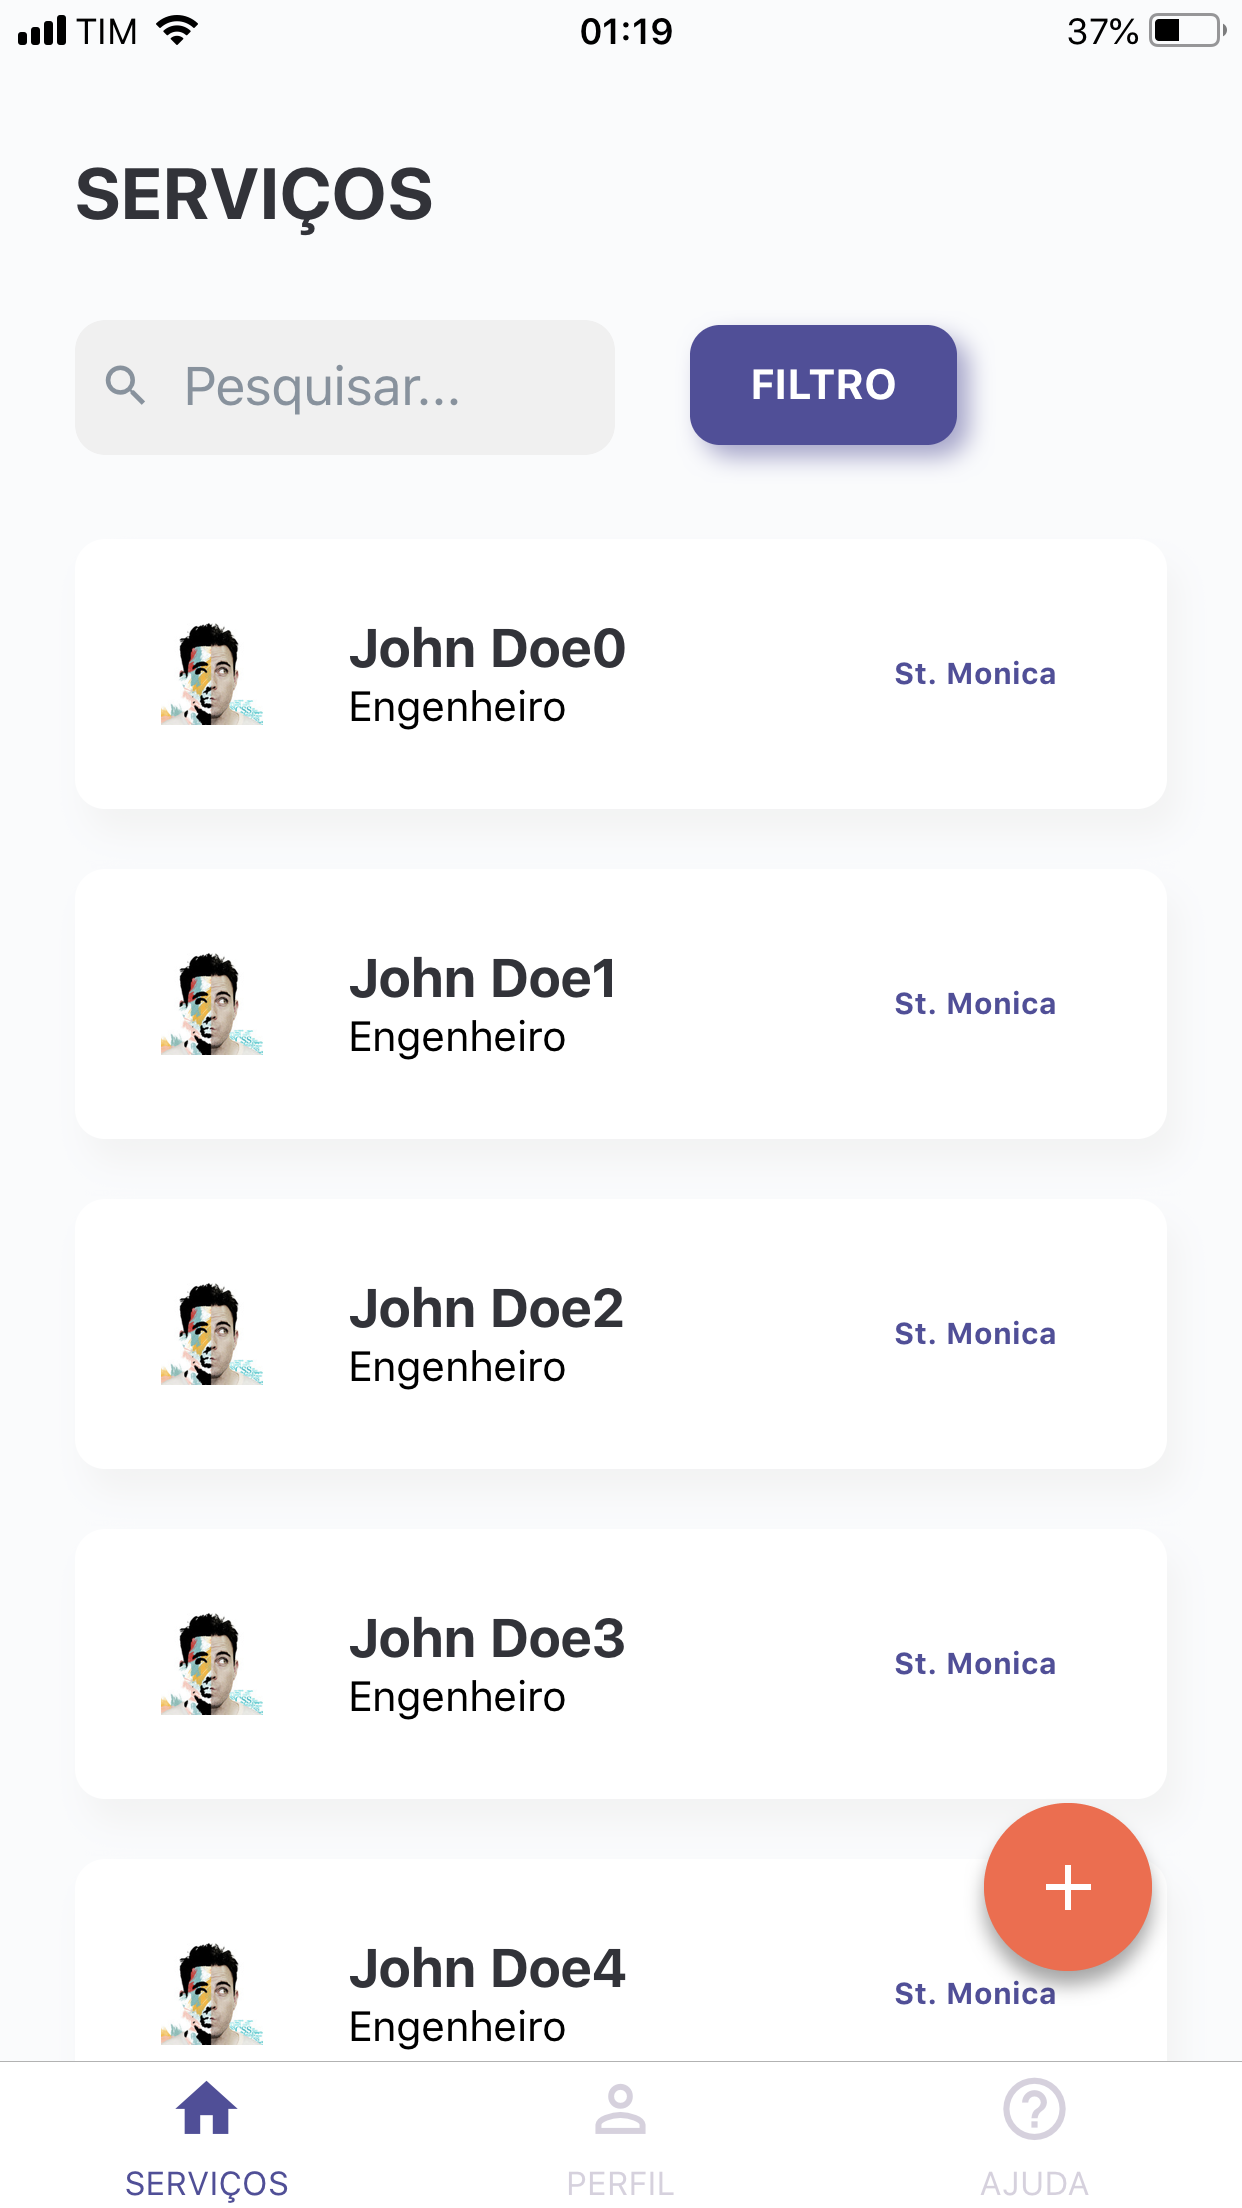 TIM 01:19 37%
SERVIÇOS
Pesquisar... FILTRO
John Doe0
Engenheiro
St. Monica
John Doe1
Engenheiro
St. Monica
John Doe2
Engenheiro
St. Monica
John Doe3
Engenheiro
St. Monica
John Doe4
Engenheiro
St. Monica
SERVIÇOS PERFIL AJUDA